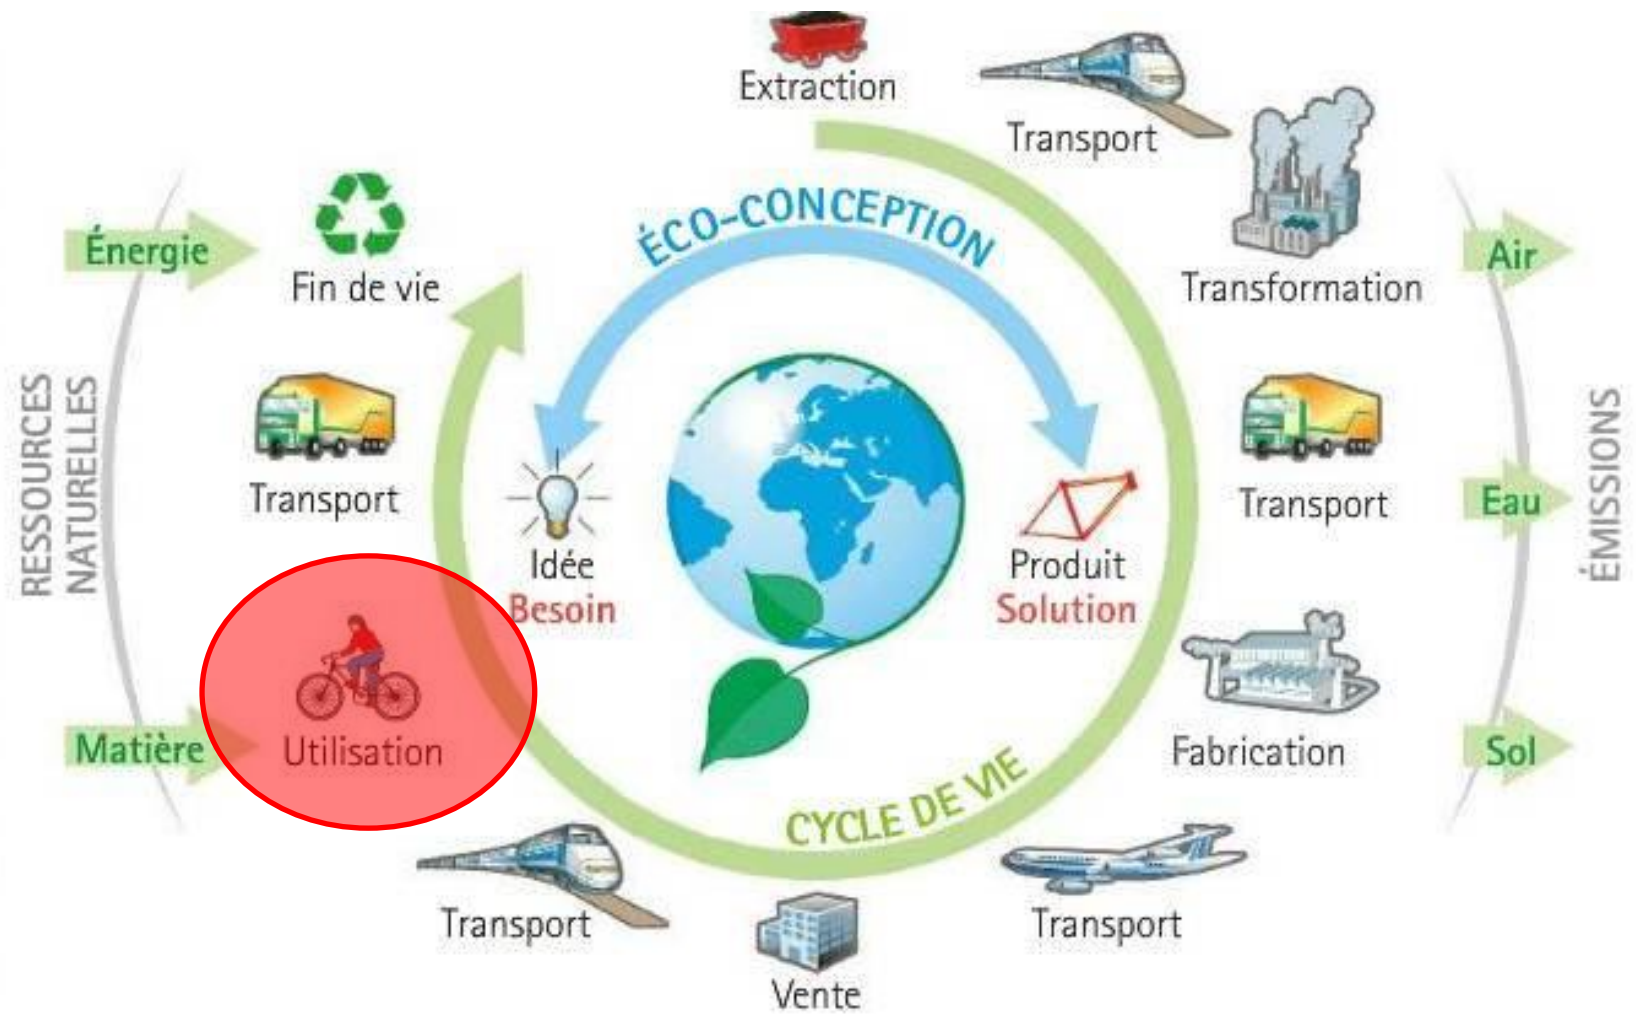 Extraction
Transport
ÉCO-CONCEPTION
Énergie
Fin de vie
Transformation
Air
RESSOURCES
NATURELLES
Transport
Idée
Besoin
Produit
Solution
Transport
Eau
ÉMISSIONS
Matière
Utilisation
Fabrication
Sol
CYCLE DE VIE
Transport
Vente
Transport